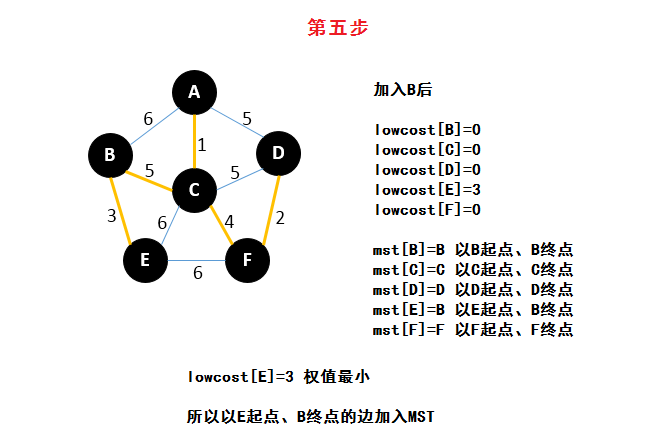 第五步
A
6
5
加入B后
B
1
D
lowcost[B]=0
lowcost[C]=0
lowcost[D]=0
lowcost[E]=3
lowcost[F]=0
5
5
C
3
6
4
2
E
6
F
mst[B]=B 以B起点、B终点
mst[C]=C 以C起点、C终点
mst[D]=D 以D起点、D终点
mst[E]=B 以E起点、B终点
mst[F]=F 以F起点、F终点
lowcost[E]=3 权值最小
所以以E起点、B终点的边加入MST